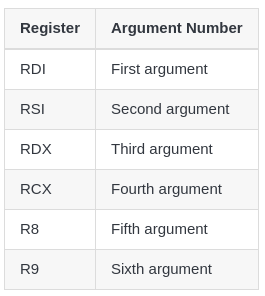 Register Argument Number
RDI First argument
RSI Second argument
RDX Third argument
RCX Fourth argument
R8 Fifth argument
R9 Sixth argument